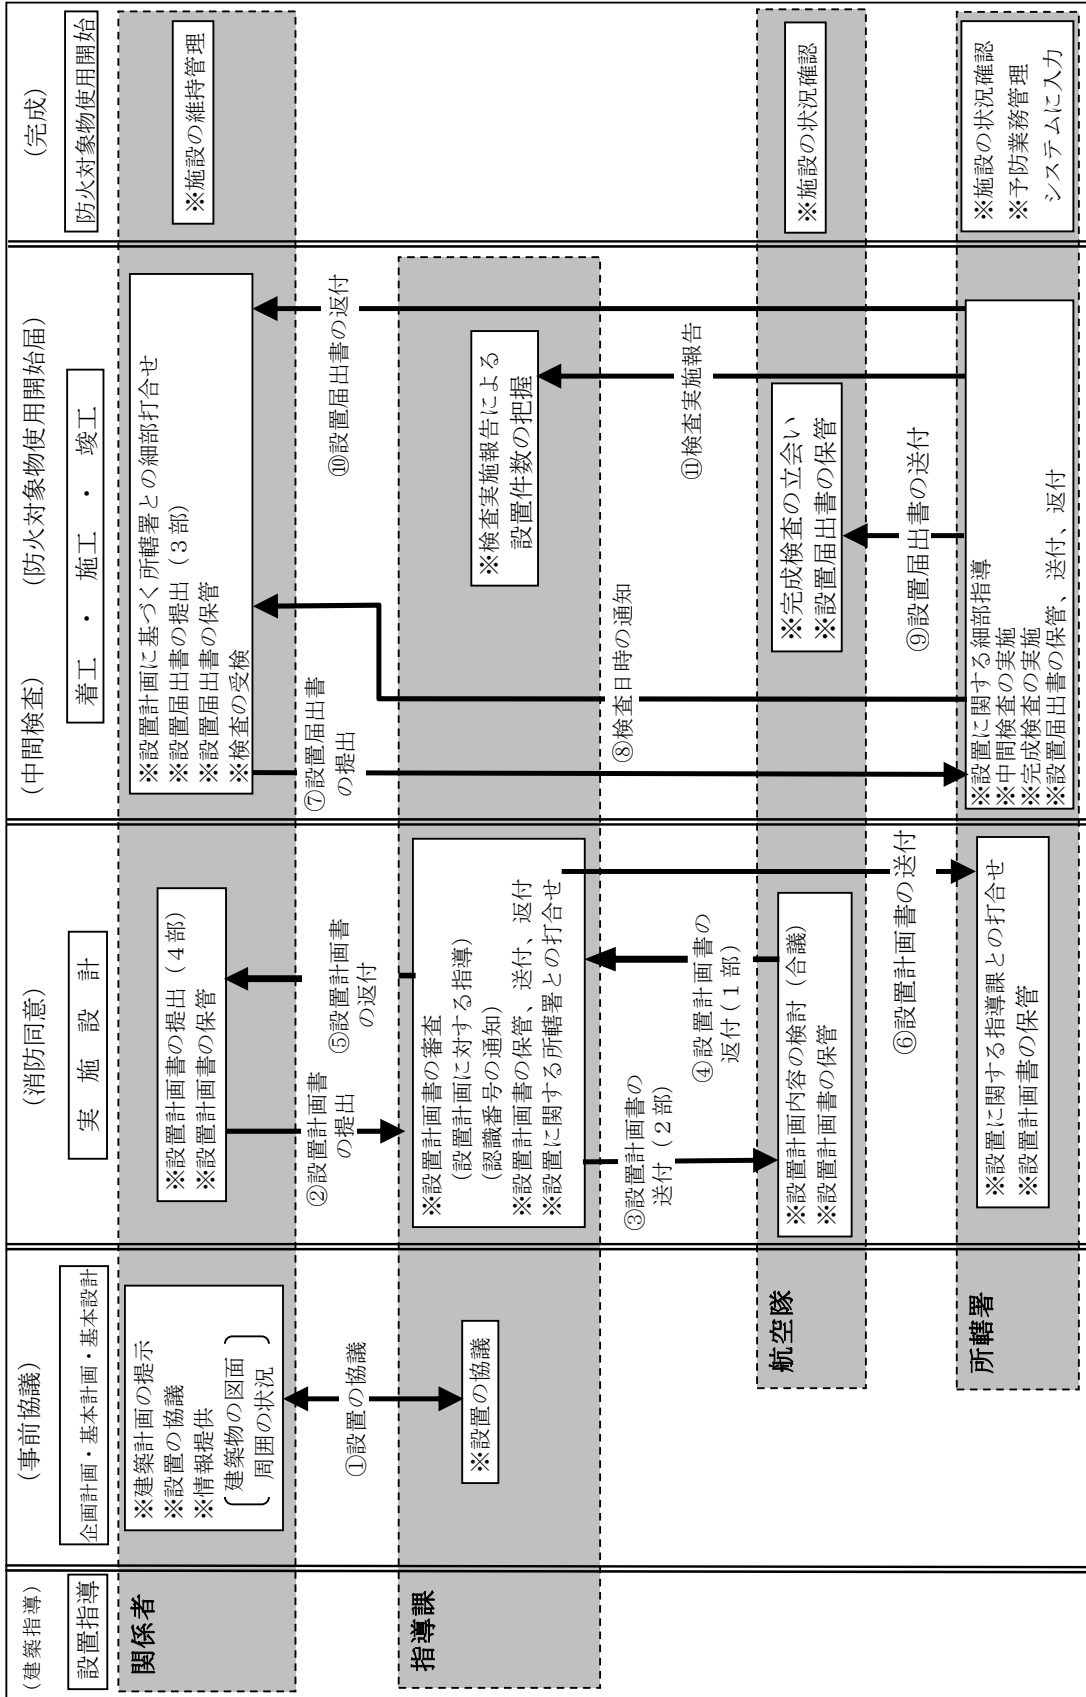 (建築指導)
設置指導
(事前協議)
企画計画・基本計画・基本設計
(消防同意)
実施設計
(中間検査)
(防火対象物使用開始届)
着工・施工・竣工
(完成)
防火対象物使用開始
関係者
※建築計画の提示
※設置の協議
※情報提供
建築物の図面
周囲の状況
※設置計画書の提出(4部)
※設置計画書の保管
※設置計画に基づく所轄署との細部打合せ
※設置届出書の提出(3部)
※設置届出書の保管
※検査の受検
※施設の維持管理
①設置の協議
②設置計画書
の提出
⑤設置計画書
の返付
⑦設置届出書
の提出
⑩設置届出書の返付
指導課
※設置の協議
※設置計画書の審査
(設置計画に対する指導)
(認識番号の通知)
※設置計画書の保管、送付、返付
※設置に関する所轄署との打合せ
※検査実施報告による
設置件数の把握
③設置計画書の
送付(2部)
④設置計画書の
返付(1部)
⑧検査日時の通知
⑪検査実施報告
航空隊
※設置計画内容の検討(合議)
※設置計画書の保管
※完成検査の立会い
※設置届出書の保管
※施設の状況確認
⑥設置計画書の送付
⑨設置届出書の送付
所轄署
※設置に関する指導課との打合せ
※設置計画書の保管
※設置に関する細部指導
※中間検査の実施
※完成検査の実施
※設置届出書の保管、送付、返付
※施設の状況確認
※予防業務管理
システムに入力